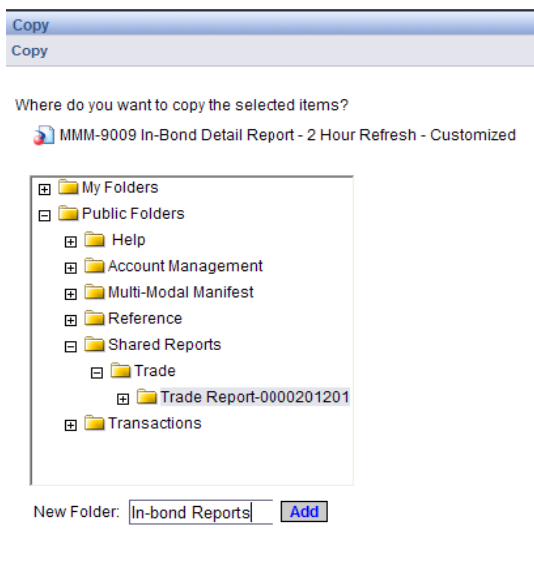 Copy
Copy
Where do you want to copy the selected items?
MMM-9009 In-Bond Detail Report - 2 Hour Refresh - Customized
My Folders
Public Folders
Help
Account Management
Multi-Modal Manifest
Reference
Shared Reports
Trade
Trade Report-0000201201
Transactions
New Folder: In-bond Reports Add